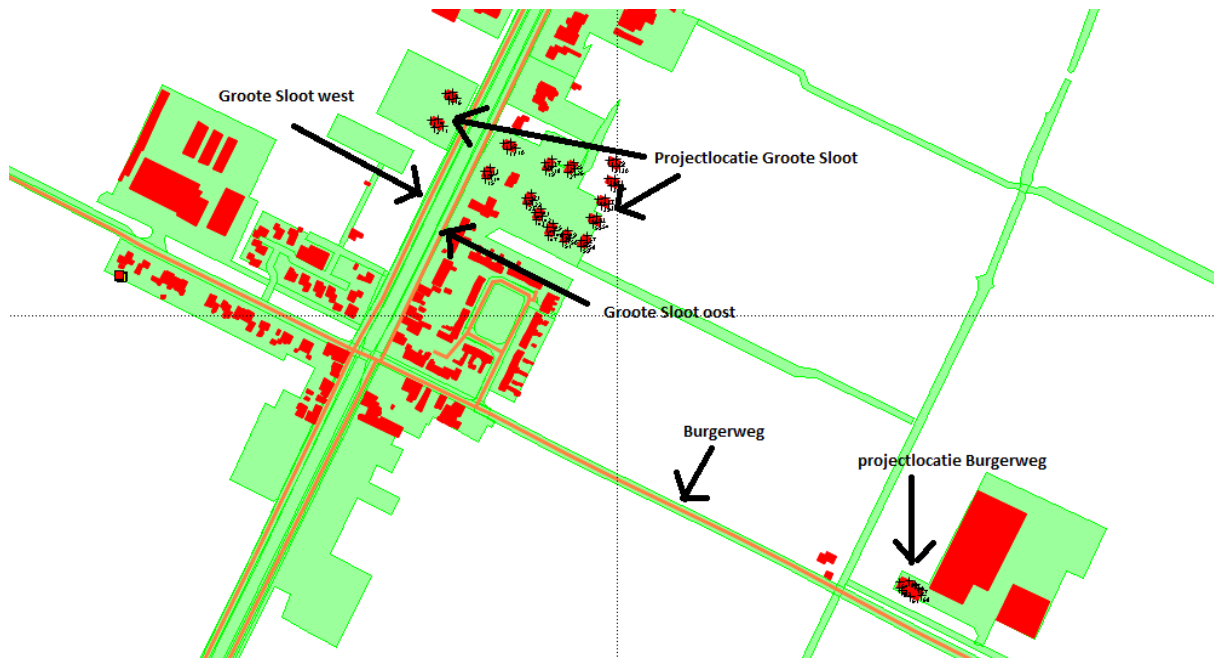 Groote Sloot west
Projectlocatie Groote Sloot
Groote Sloot oost
Burgerweg
projectlocatie Burgerweg